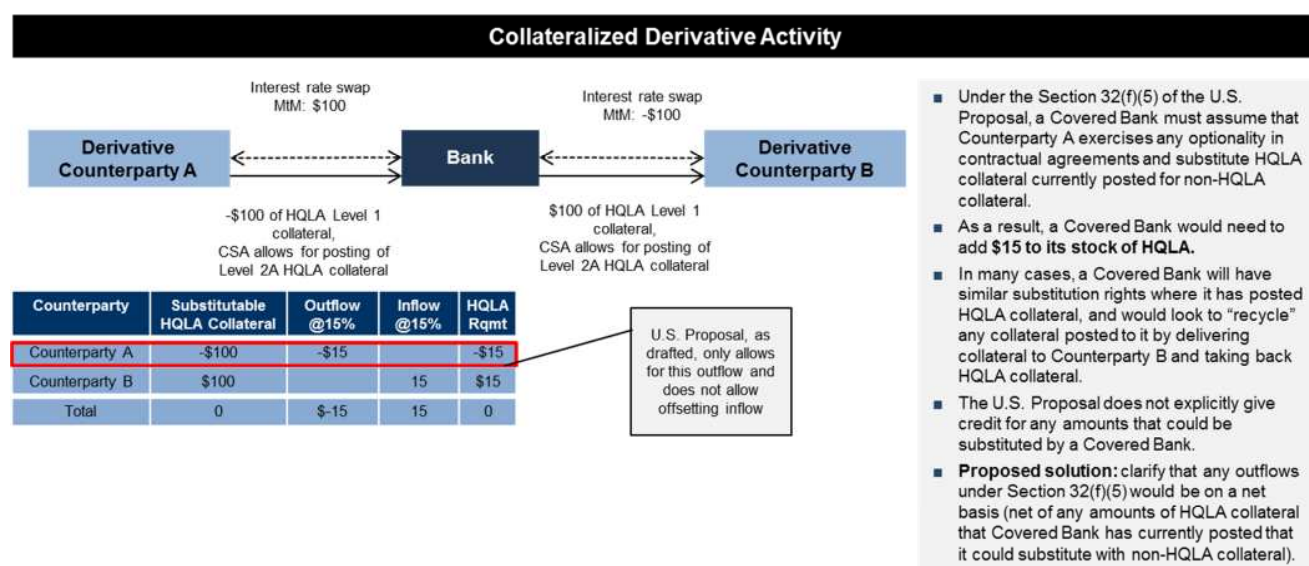 Collateralized Derivative Activity
Interest rate swap
MtM: $100
Interest rate swap
MtM: -$100
Derivative
Counterparty A
Bank
Derivative
Counterparty B
-$100 of HQLA Level 1
collateral,
CSA allows for posting of
Level 2A HQLA collateral
$100 of HQLA Level 1
collateral,
CSA allows for posting of
Level 2A HQLA collateral
Counterparty Substitutable HQLA Collateral Outflow @15% Inflow @15% HQLA Rqmt
Counterparty A -$100 -$15 -$15
Counterparty B $100 15 $15
Total 0 $-15 15 0
U.S. Proposal, as
drafted, only allows
for this outflow and
does not allow
offsetting inflow
■ Under the Section 32(f)(5) of the U.S.
Proposal, a Covered Bank must assume that
Counterparty A exercises any optionality in
contractual agreements and substitute HQLA
collateral currently posted for non-HQLA
collateral.
■ As a result, a Covered Bank would need to
add $15 to its stock of HQLA.
■ In many cases, a Covered Bank will have
similar substitution rights where it has posted
HQLA collateral, and would look to “recycle”
any collateral posted to it by delivering
collateral to Counterparty B and taking back
HQLA collateral.
■ The U.S. Proposal does not explicitly give
credit for any amounts that could be
substituted by a Covered Bank.
■ Proposed solution: clarify that any outflows
under Section 32(f)(5) would be on a net
basis (net of any amounts of HQLA collateral
that Covered Bank has currently posted that
it could substitute with non-HQLA collateral).